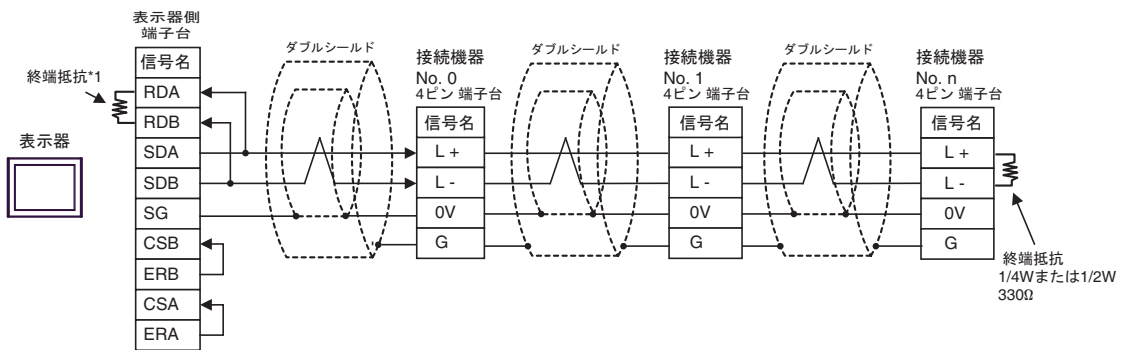 表示器側
端子台
信号名
終端抵抗*1
RDA
RDB
表示器
SDA
SDB
SG
CSB
ERB
CSA
ERA
ダブルシールド
接続機器
No. 0
4ピン 端子台
信号名
L +
L -
0V
G
ダブルシールド
接続機器
No. 1
4ピン 端子台
信号名
L +
L -
0V
G
ダブルシールド
接続機器
No. n
4ピン 端子台
信号名
L +
L -
0V
G
終端抵抗
1/4Wまたは1/2W
330Ω